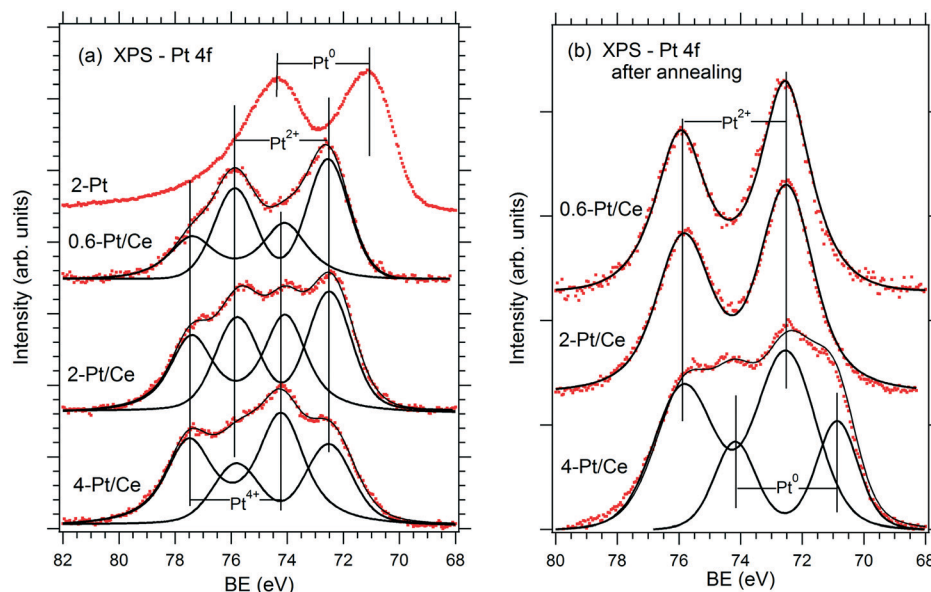 (a) XPS - Pt 4f
Pt0
Pt2+
2-Pt
0.6-Pt/Ce
2-Pt/Ce
4-Pt/Ce
Pt4+
Intensity (arb. units)
82 80 78 76 74 72 70 68
BE (eV)
(b) XPS - Pt 4f
after annealing
Pt2+
0.6-Pt/Ce
2-Pt/Ce
4-Pt/Ce
Pt0
Intensity (arb. units)
80 78 76 74 72 70 68
BE (eV)